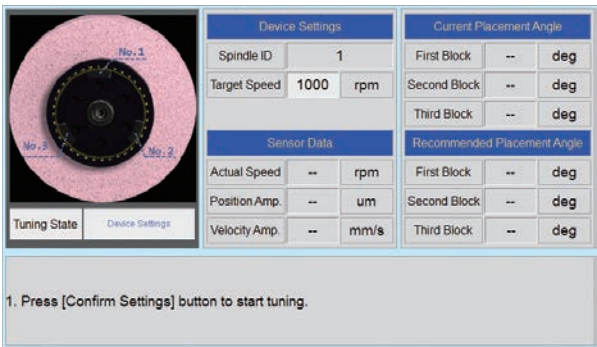 No.1
No.3
No.2
Tuning State
Device Settings
Device Settings
Spindle ID 1
Target Speed 1000 rpm
Sensor Data
Actual Speed -- rpm
Position Amp. -- um
Velocity Amp. -- mm/s
Current Placement Angle
First Block -- deg
Second Block -- deg
Third Block -- deg
Recommended Placement Angle
First Block -- deg
Second Block -- deg
Third Block -- deg
1. Press [Confirm Settings] button to start tuning.